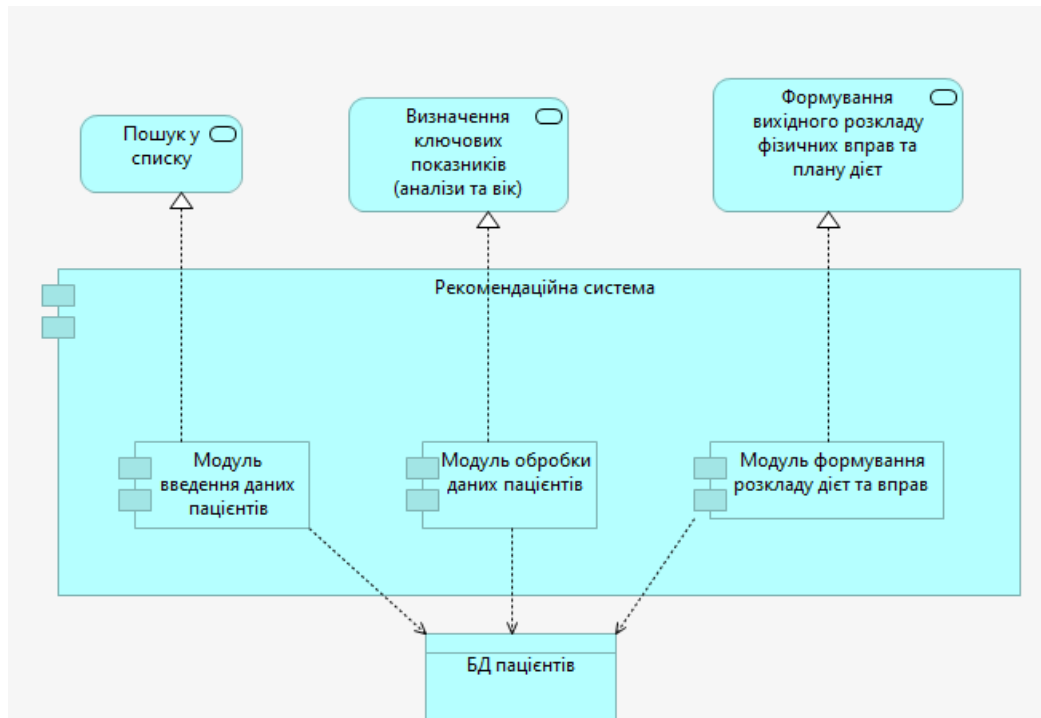 Пошук у
списку
Визначення
ключових
показників
(аналізи та вік)
Формування
вихідного розкладу
фізичних вправ та
плану дієт
Рекомендаційна система
Модуль
введення даних
пацієнтів
Модуль обробки
даних пацієнтів
Модуль формування
розкладу дієт та вправ
БД пацієнтів